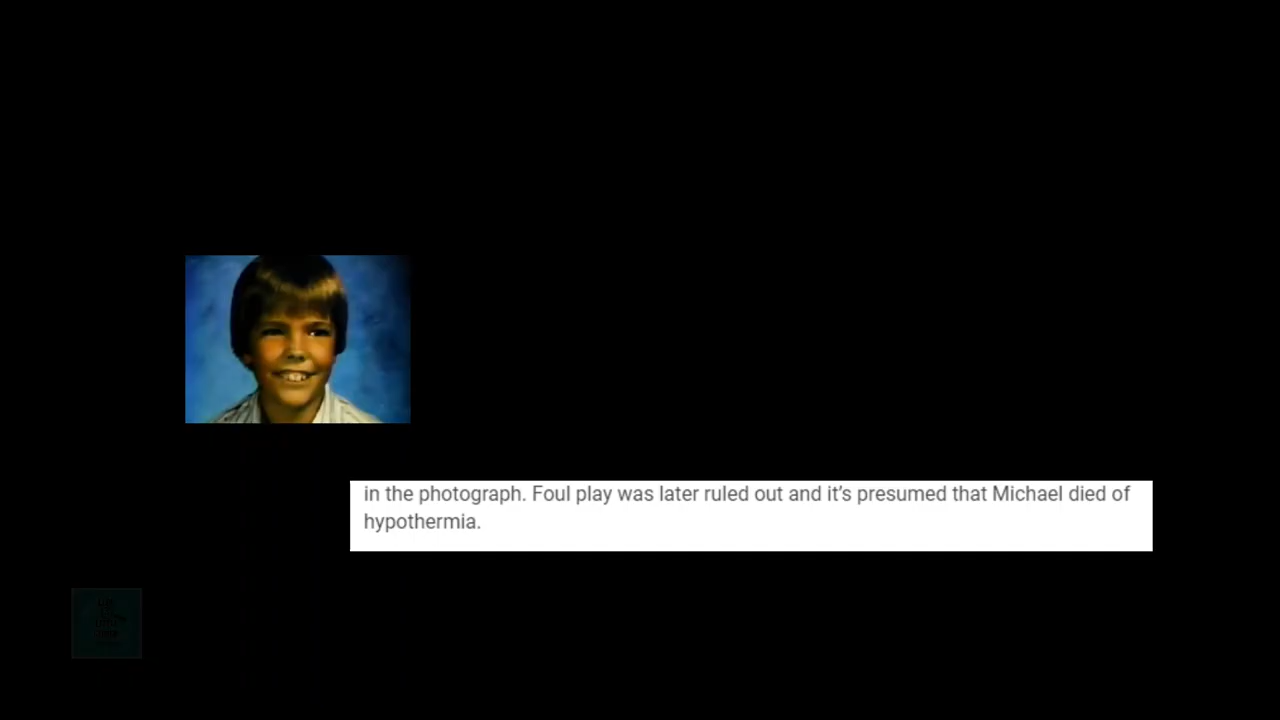 in the photograph. Foul play was later ruled out and it’s presumed that Michael died of
hypothermia.